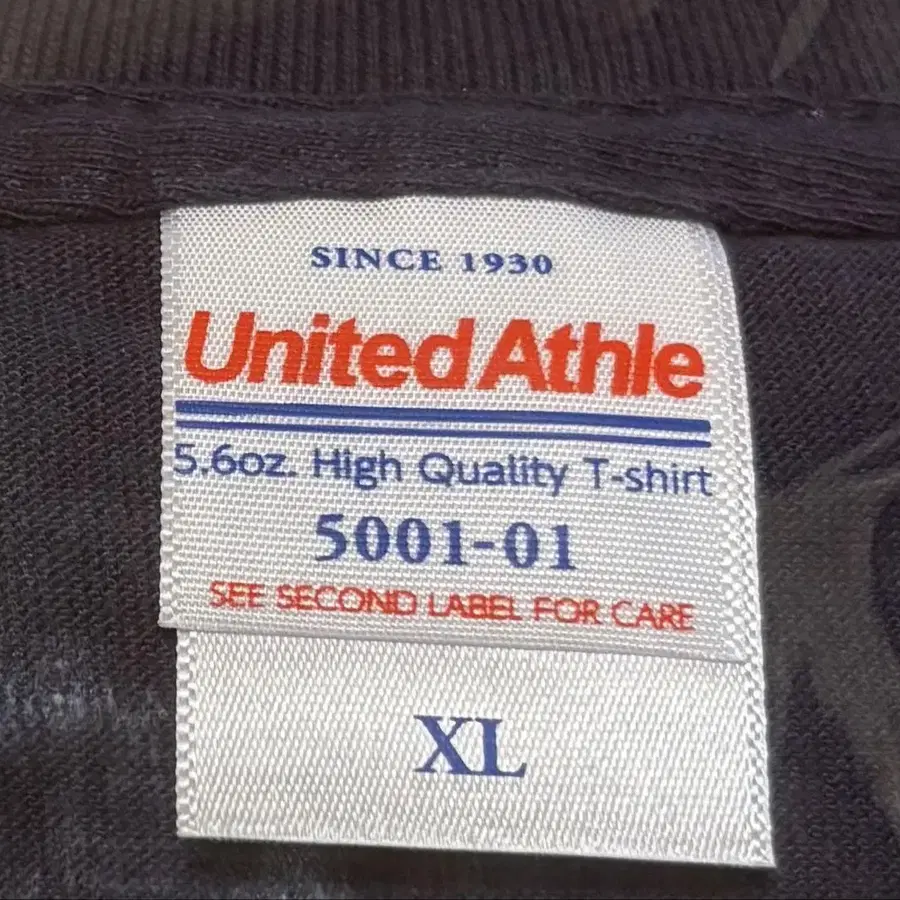 SINCE 1930
United Athle
5.6oz. High Quality T-shirt
5001-01
SEE SECOND LABEL FOR CARE
XL